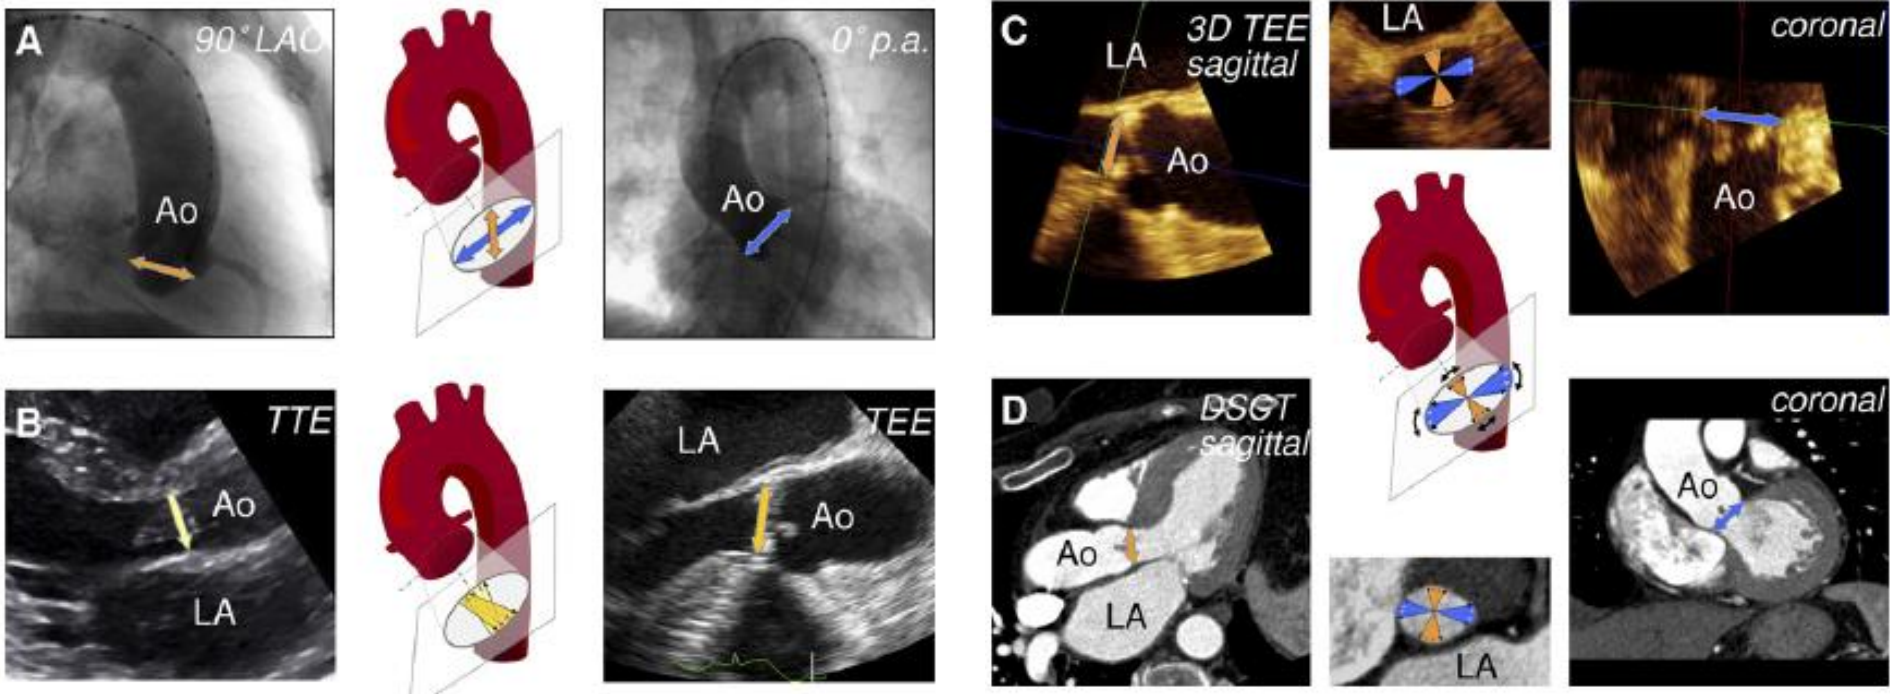 A
90° LAO
Ao
0° p.a.
Ao
B
TTE
Ao
LA
TEE
LA
Ao
C
3D TEE
sagittal
LA
Ao
LA
coronal
Ao
D
DSCT
sagittal
Ao
LA
LA
coronal
Ao